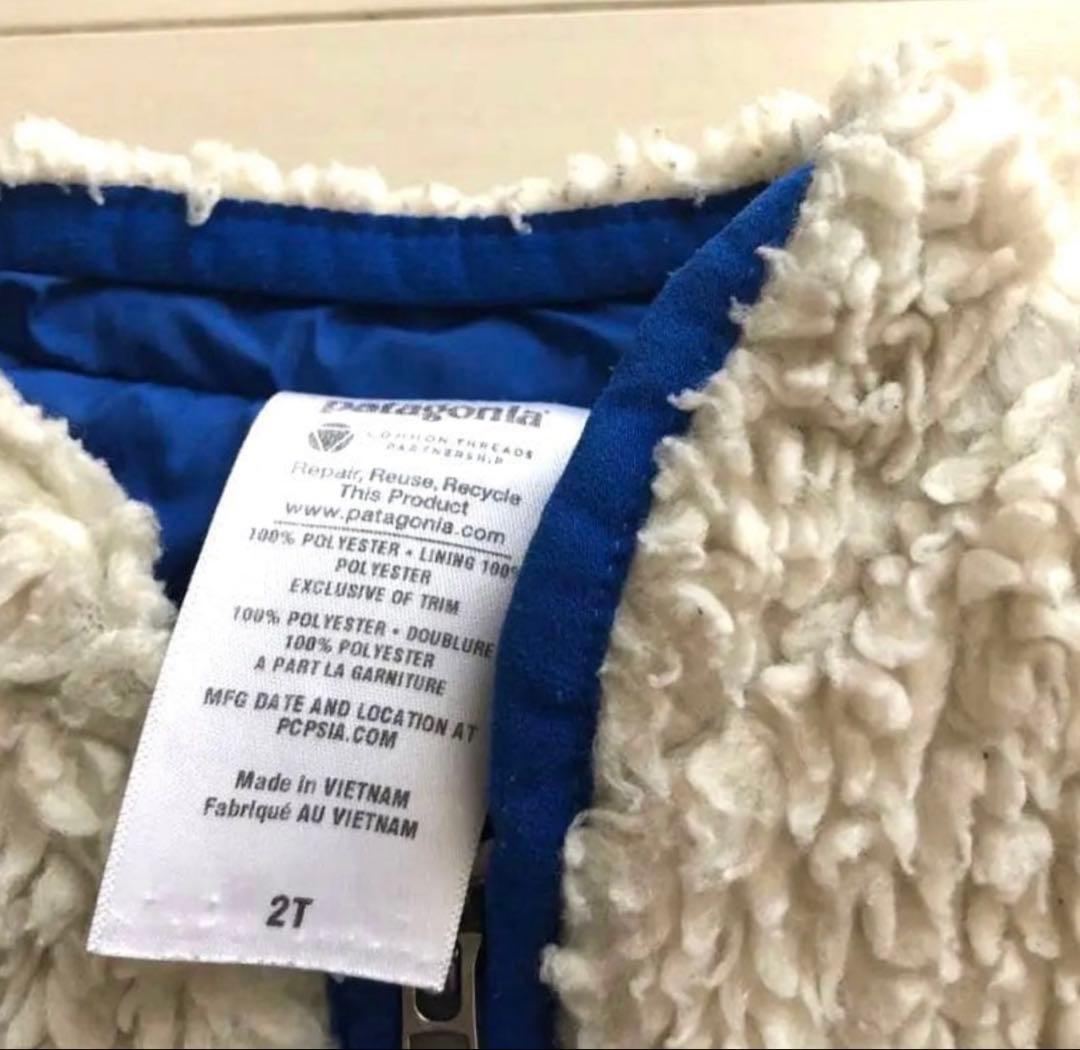 patagonia
COMMON THREADS
PARTNERSHIP
Repair, Reuse, Recycle
This Product
www.patagonia.com
100% POLYESTER • LINING 100%
POLYESTER
EXCLUSIVE OF TRIM
100% POLYESTER • DOUBLURE
100% POLYESTER
A PART LA GARNITURE
MFG DATE AND LOCATION AT
PCPSIA.COM
Made in VIETNAM
Fabriqué AU VIETNAM
2T